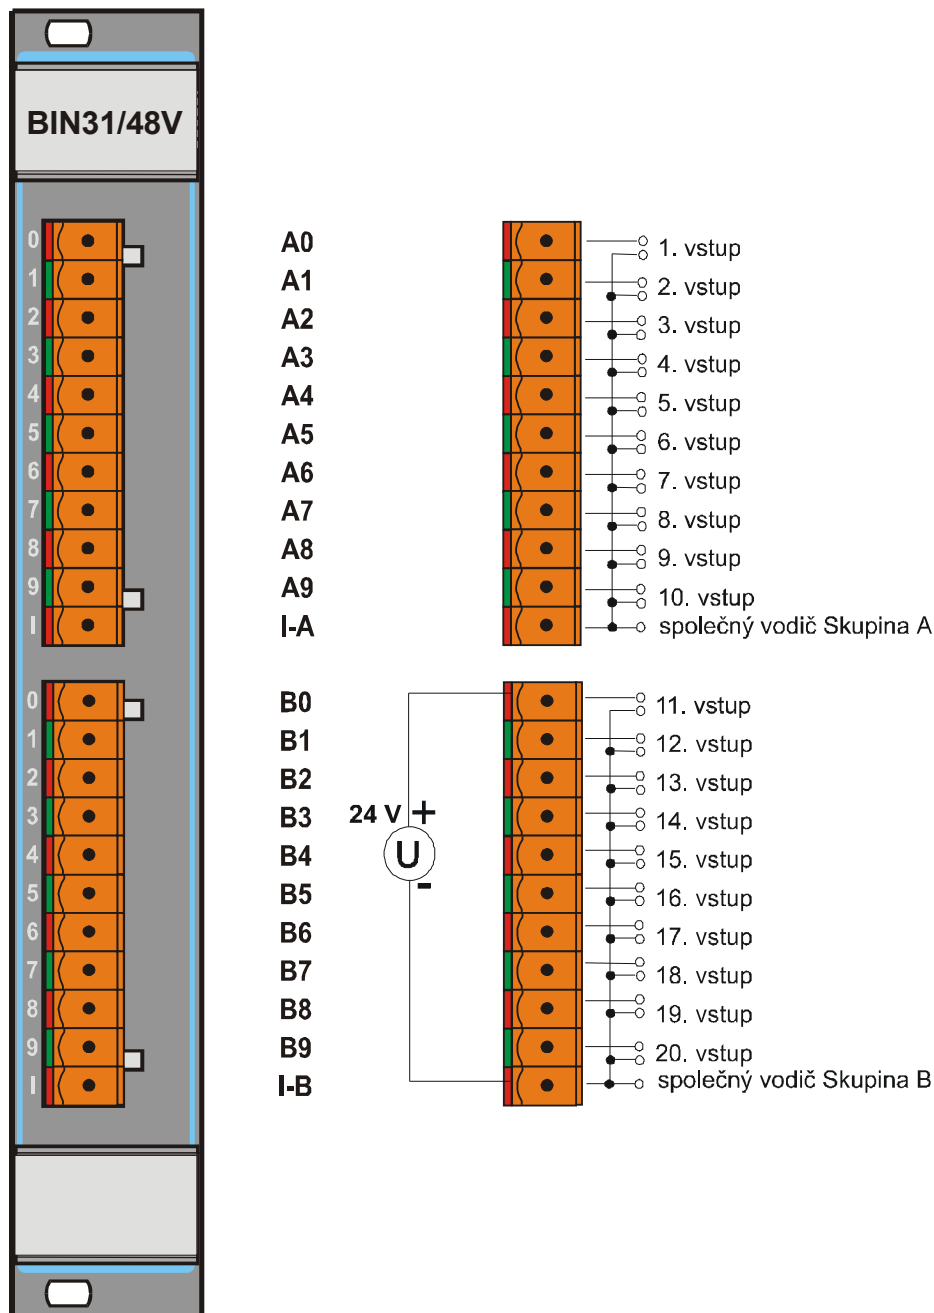 BIN31/48V
0 A0 1. vstup
1 A1 2. vstup
2 A2 3. vstup
3 A3 4. vstup
4 A4 5. vstup
5 A5 6. vstup
6 A6 7. vstup
7 A7 8. vstup
8 A8 9. vstup
9 A9 10. vstup
I I-A společný vodič Skupina A
0 B0 11. vstup
1 B1 12. vstup
2 B2 13. vstup
3 B3 24 V + 14. vstup
4 B4 U 15. vstup
5 B5 - 16. vstup
6 B6 17. vstup
7 B7 18. vstup
8 B8 19. vstup
9 B9 20. vstup
I I-B společný vodič Skupina B